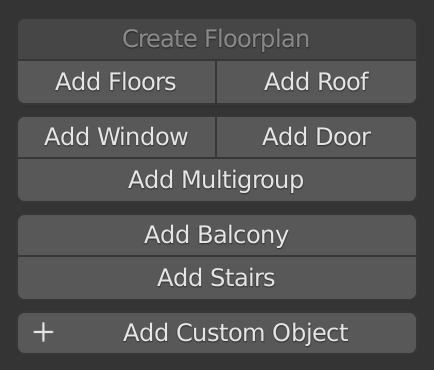 Create Floorplan
Add Floors Add Roof
Add Window Add Door
Add Multigroup
Add Balcony
Add Stairs
+ Add Custom Object